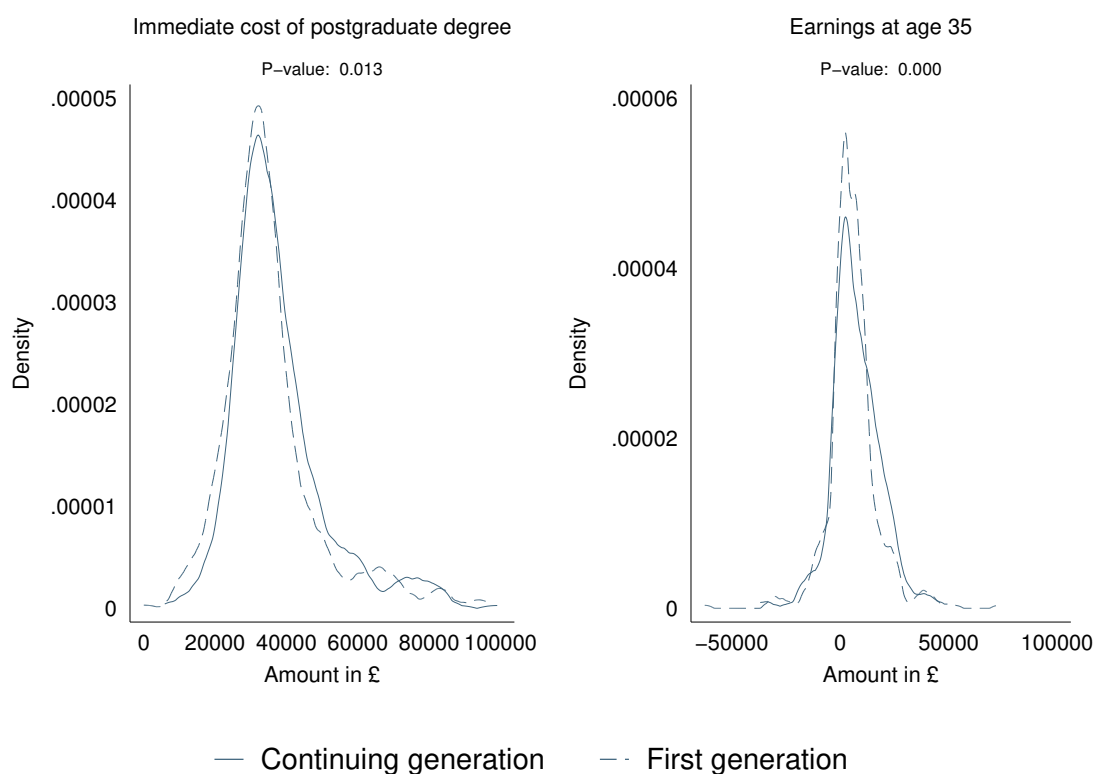 Immediate cost of postgraduate degree
P−value: 0.013
.00005
.00004
.00003
.00002
.00001
0
Density
0 20000 40000 60000 80000 100000
Amount in £
Earnings at age 35
P−value: 0.000
.00006
.00004
.00002
0
Density
−50000 0 50000 100000
Amount in £
Continuing generation First generation